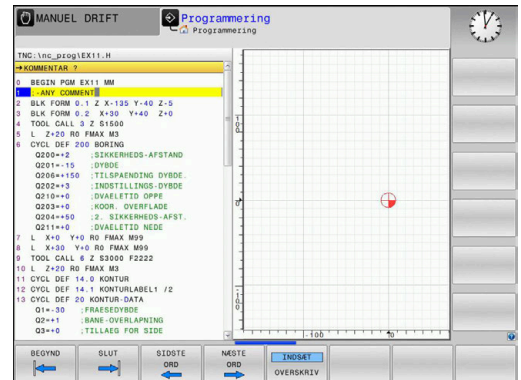 MANUEL DRIFT
Programmering
Programmering
TNC:\nc_prog\EX11.H
→KOMMENTAR ?
0 BEGIN PGM EX11 MM
1 ;-ANY COMMENT
2 BLK FORM 0.1 Z X-135 Y-40 Z-5
3 BLK FORM 0.2 X+30 Y+40 Z+0
4 TOOL CALL 3 Z S1500
5 L Z+20 R0 FMAX M3
6 CYCL DEF 200 BORING
Q200=+2 ;SIKKERHEDS-AFSTAND
Q201=-15 ;DYBDE
Q206=+150 ;TILSPAENDING DYBDE.
Q202=+3 ;INDSTILLINGS-DYBDE
Q210=+0 ;DVAELETID OPPE
Q203=+0 ;KOOR. OVERFLADE
Q204=+50 ;2. SIKKERHEDS-AFST.
Q211=+0 ;DVAELETID NEDE
7 L X+0 Y+0 R0 FMAX M99
8 L X+30 Y+0 R0 FMAX M99
9 TOOL CALL 6 Z S3000 F2222
10 L Z+20 R0 FMAX M3
11 CYCL DEF 14.0 KONTUR
12 CYCL DEF 14.1 KONTURLABEL1 /2
13 CYCL DEF 20 KONTUR-DATA
Q1=-30 ;FRAESEDYBDE
Q2=+1 ;BANE-OVERLAPNING
Q3=+0 ;TILLAEG FOR SIDE
-100
BEGYND
SLUT
SIDSTE
ORD
NÆSTE
ORD
INDSÆT
OVERSKRIV